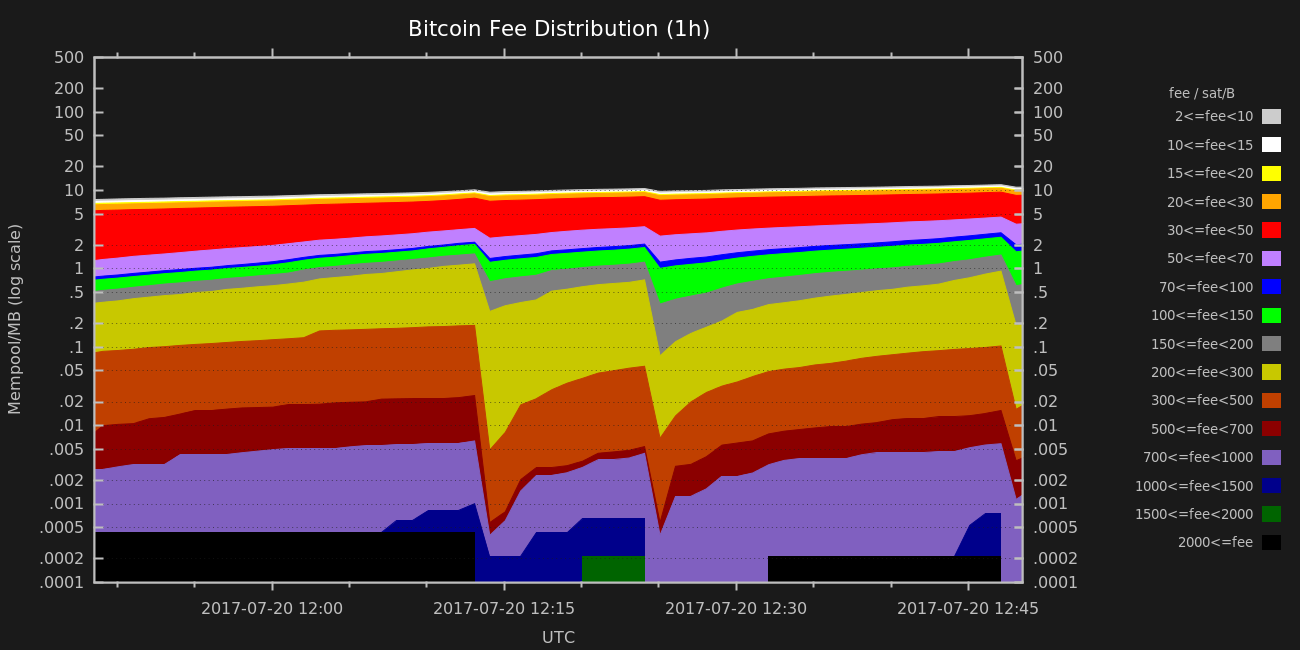 Bitcoin Fee Distribution (1h)
Mempool/MB (log scale)
500
200
100
50
20
10
5
2
1
.5
.2
.1
.05
.02
.01
.005
.002
.001
.0005
.0002
.0001
500
200
100
50
20
10
5
2
1
.5
.2
.1
.05
.02
.01
.005
.002
.001
.0005
.0002
.0001
2017-07-20 12:00 2017-07-20 12:15 2017-07-20 12:30 2017-07-20 12:45
UTC
fee / sat/B
2<=fee<10
10<=fee<15
15<=fee<20
20<=fee<30
30<=fee<50
50<=fee<70
70<=fee<100
100<=fee<150
150<=fee<200
200<=fee<300
300<=fee<500
500<=fee<700
700<=fee<1000
1000<=fee<1500
1500<=fee<2000
2000<=fee